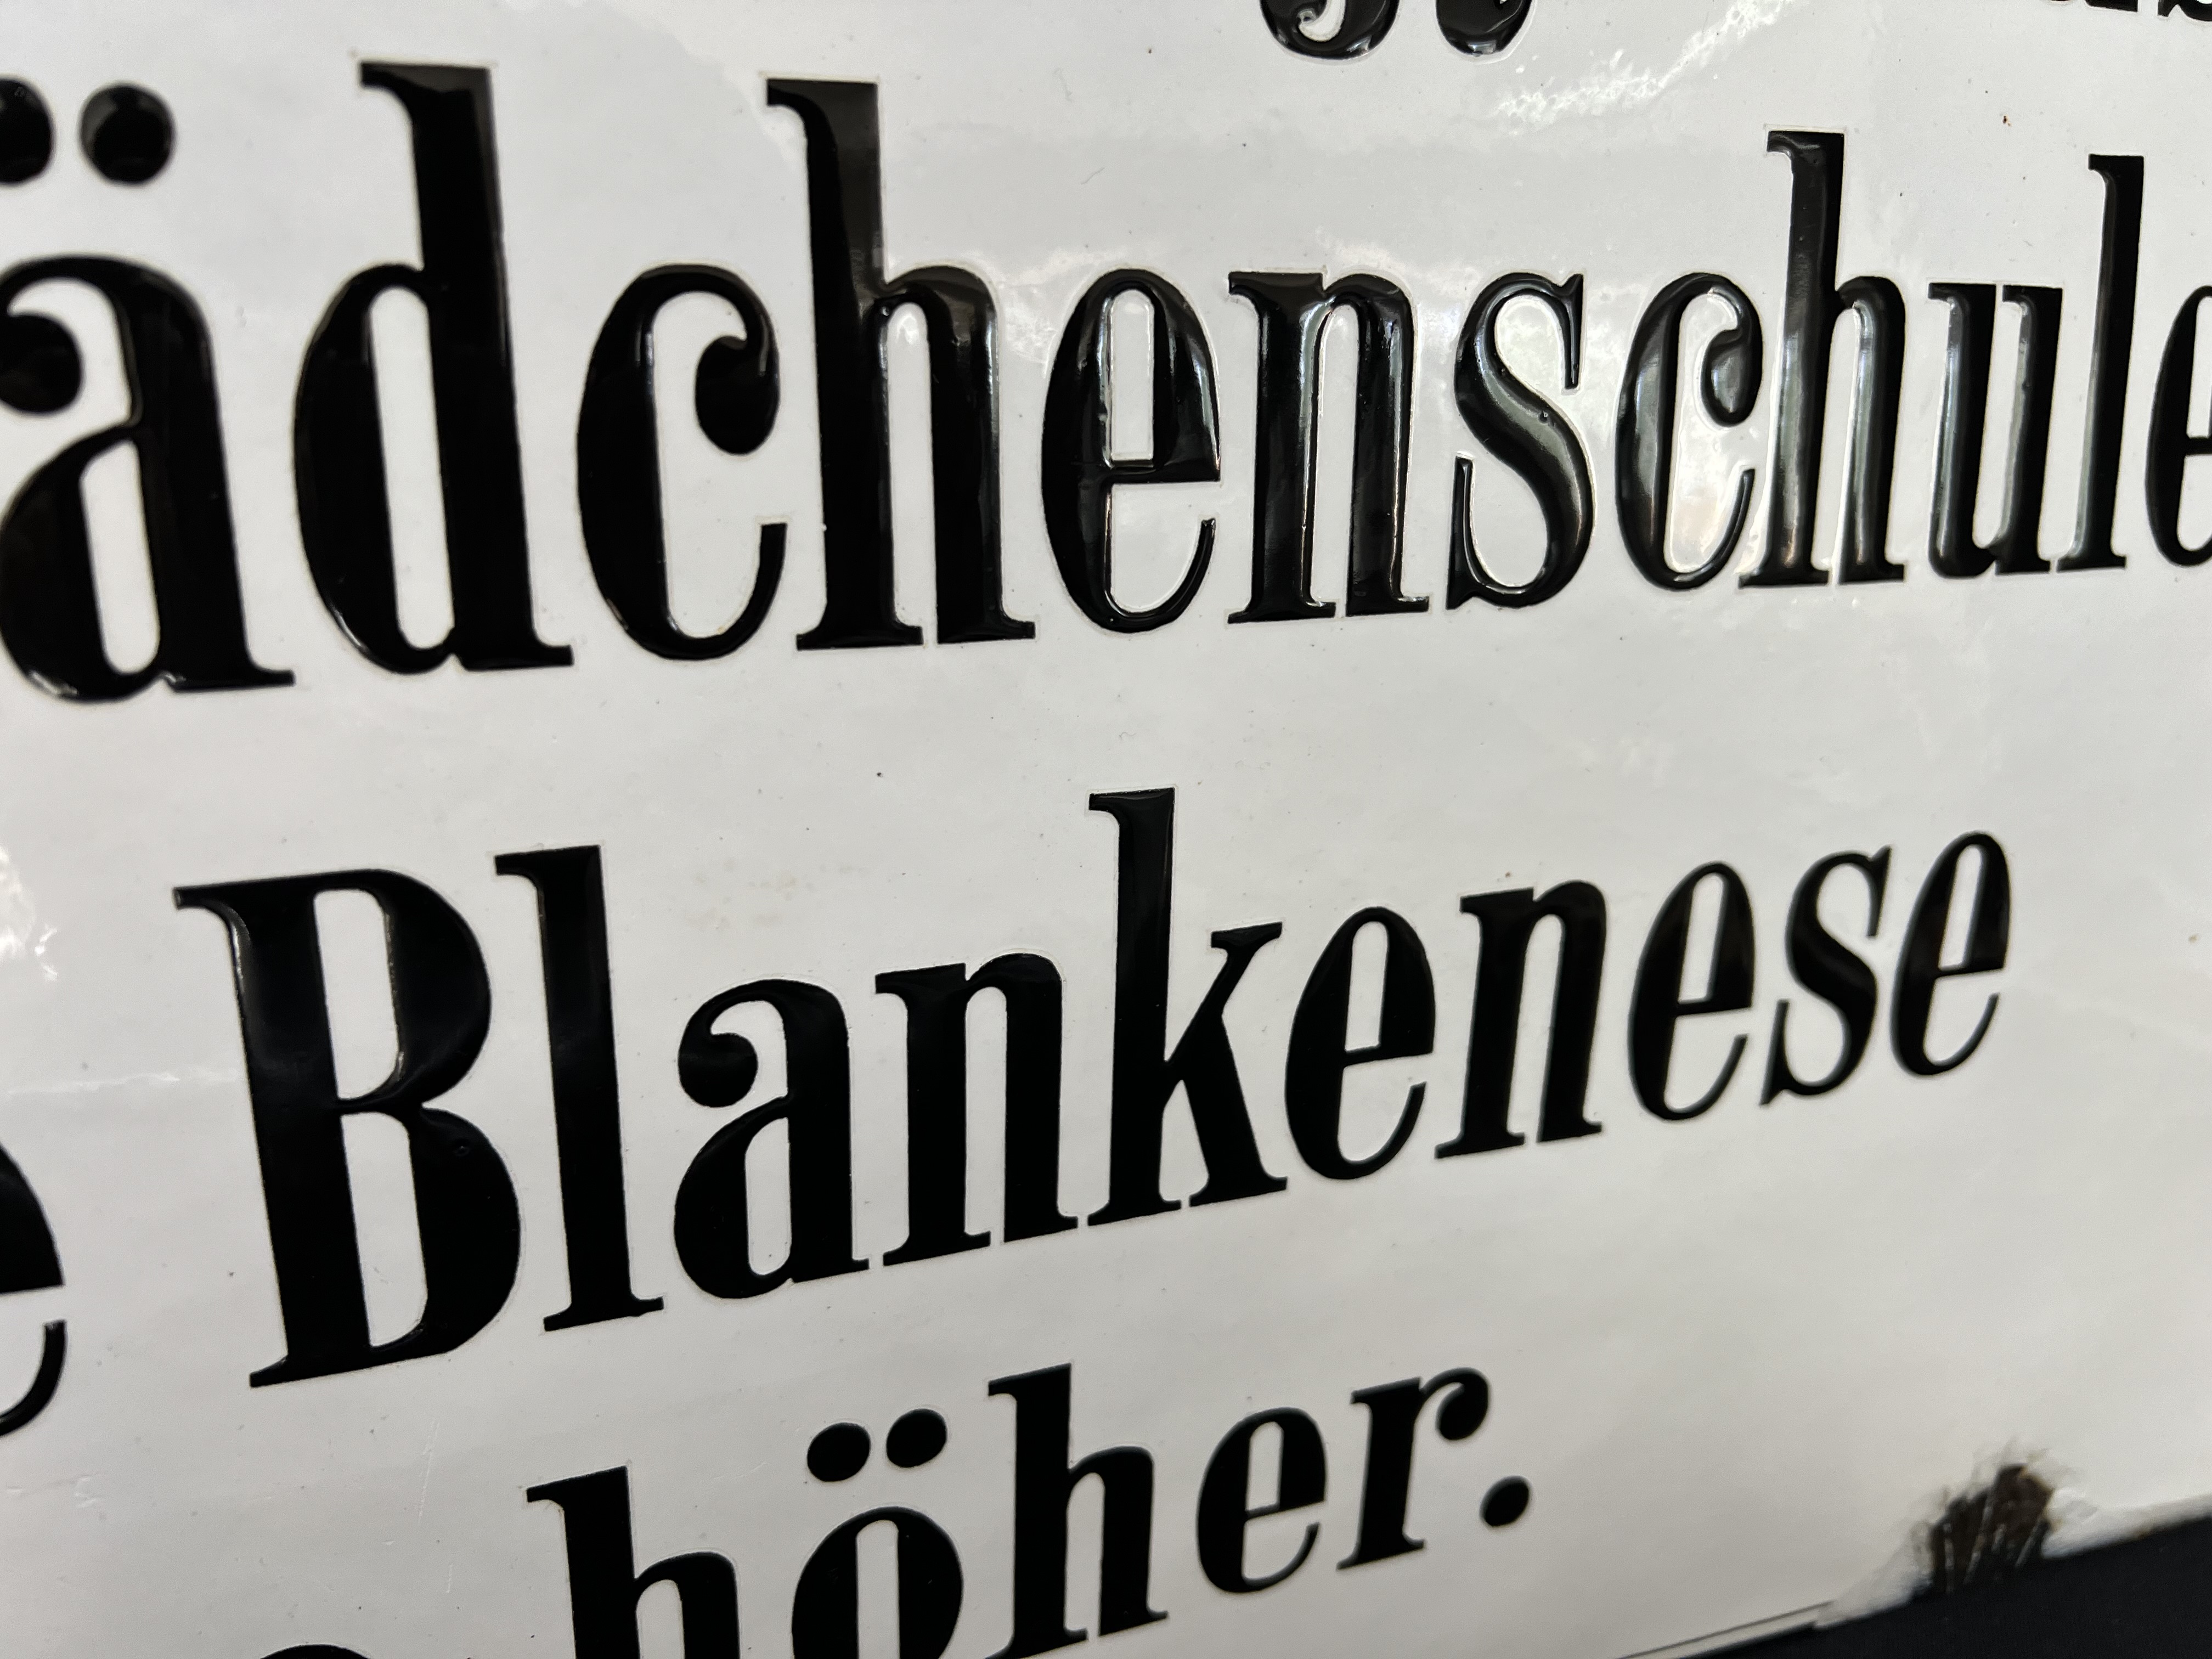 ädchenschule
Blankenese
höher.